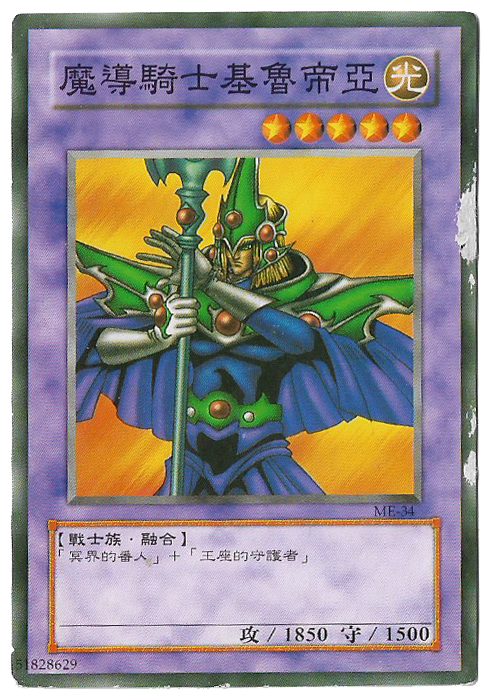 魔導騎士基魯帝亞 光
ME-34
【戰士族·融合】
「冥界的番人」+「王座的守護者」
攻 / 1850 守 / 1500
51828629